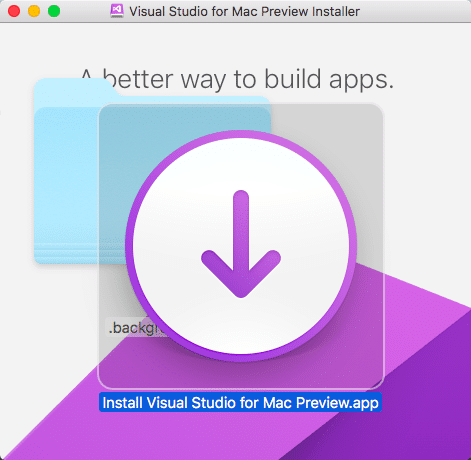 Visual Studio for Mac Preview Installer
A better way to build apps.
.backgr
Install Visual Studio for Mac Preview.app